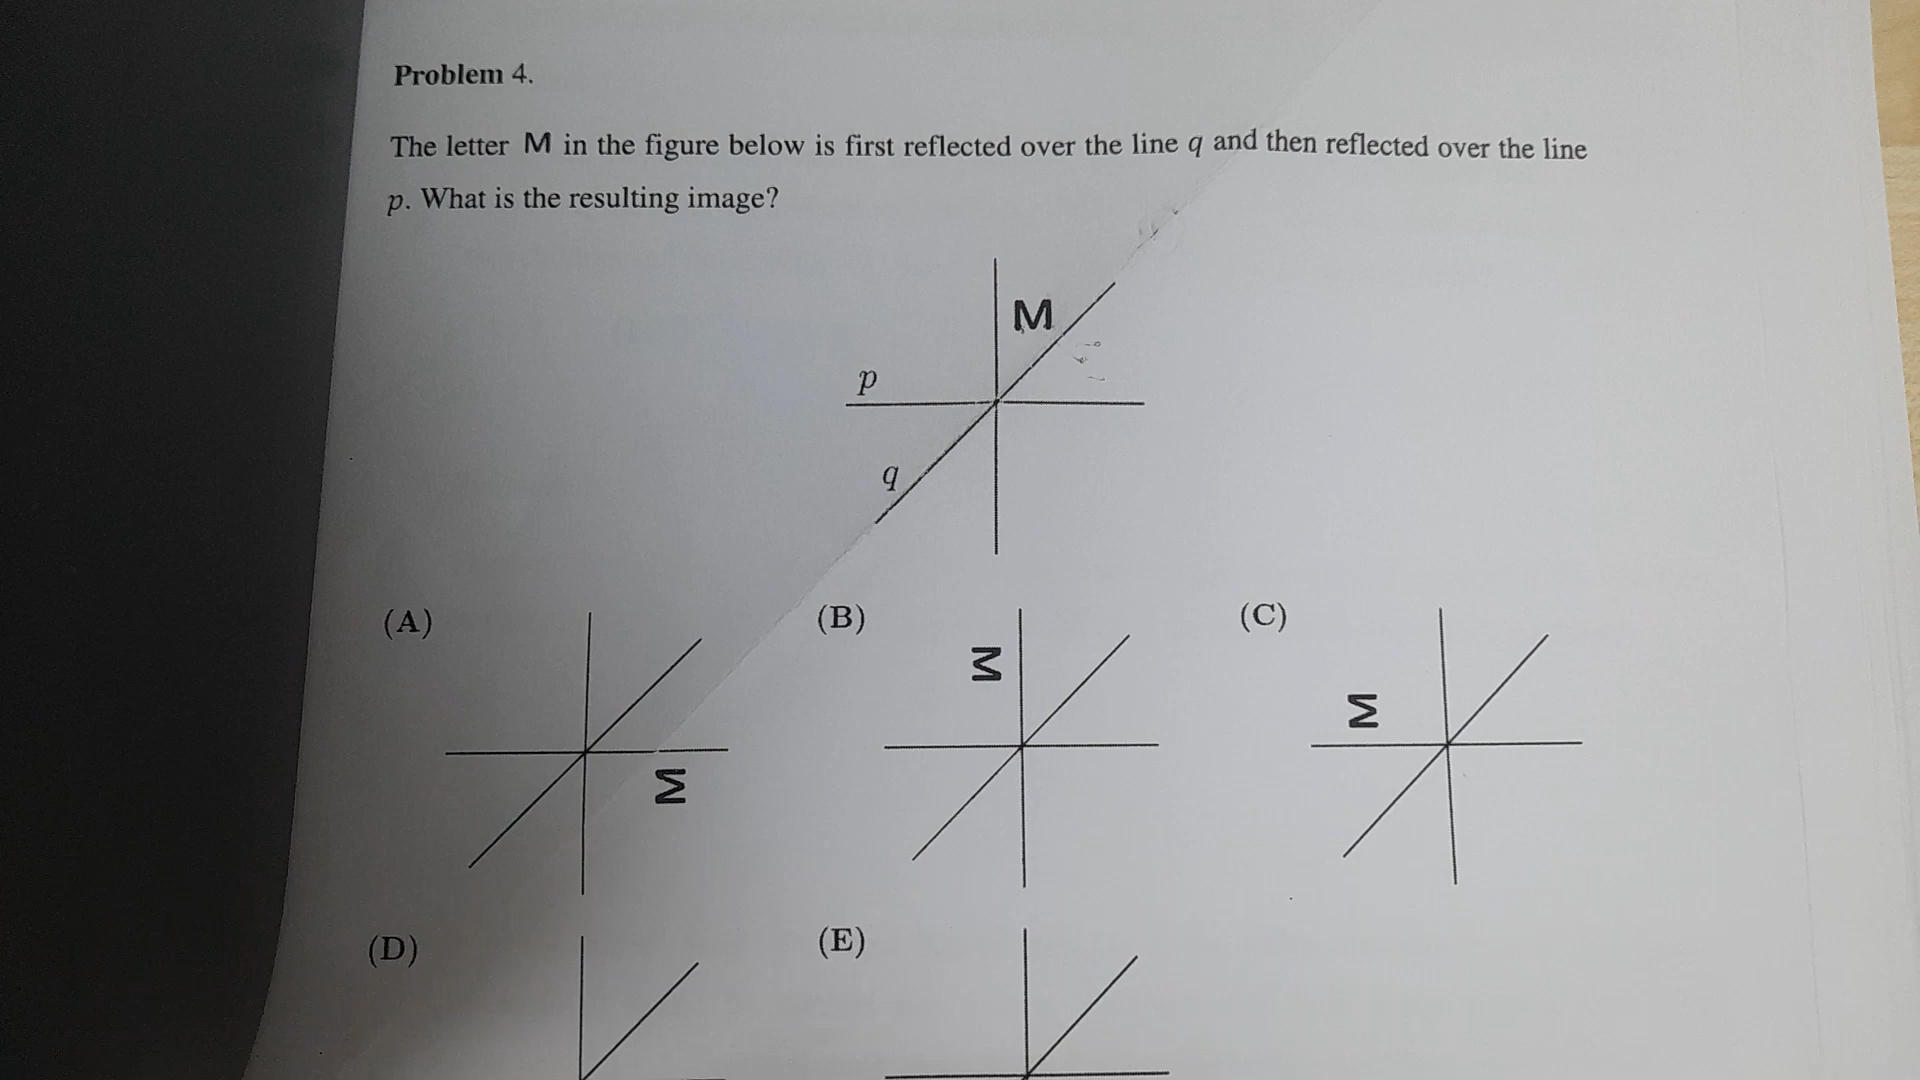 Problem 4.
The letter M in the figure below is first reflected over the line q and then reflected over the line
p. What is the resulting image?
M
p
q
(A)
(B)
(C)
M
M
M
(D)
(E)